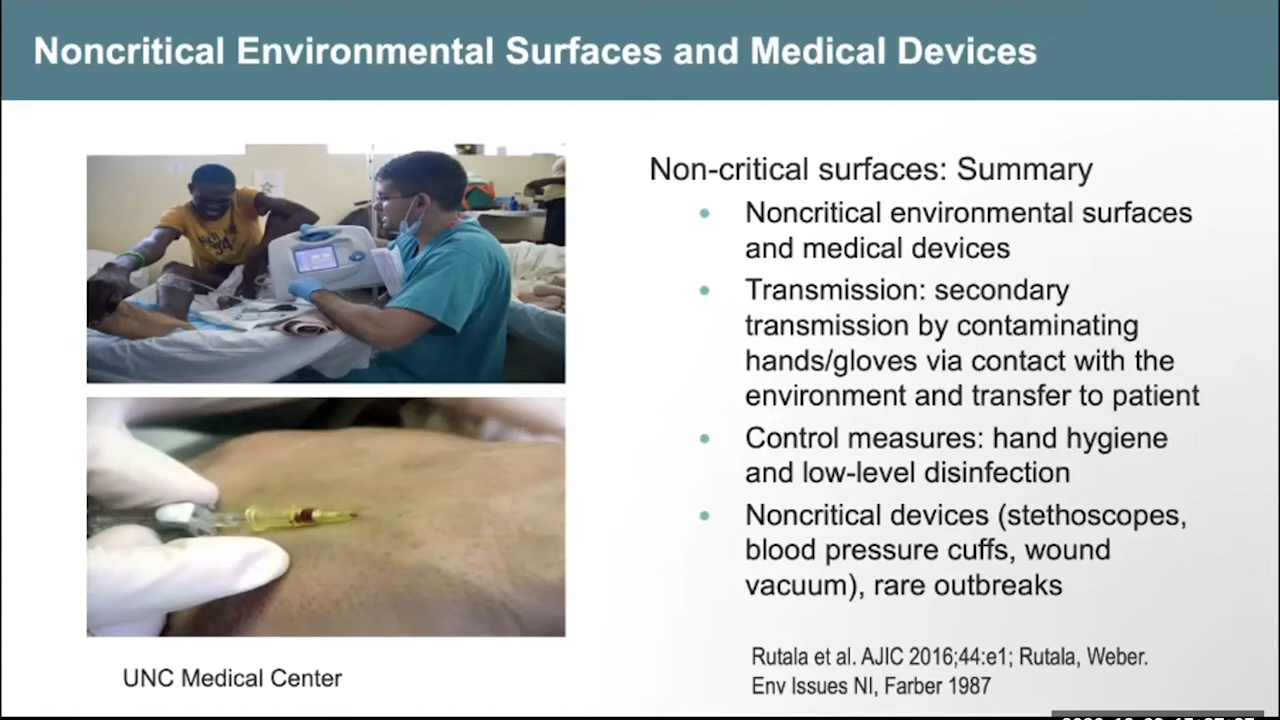 Noncritical Environmental Surfaces and Medical Devices
Non-critical surfaces: Summary
Noncritical environmental surfaces
and medical devices
Transmission: secondary
transmission by contaminating
hands/gloves via contact with the
environment and transfer to patient
Control measures: hand hygiene
and low-level disinfection
Noncritical devices (stethoscopes,
blood pressure cuffs, wound
vacuum), rare outbreaks
Rutala et al. AJIC 2016;44:e1; Rutala, Weber.
Env Issues NI, Farber 1987
UNC Medical Center